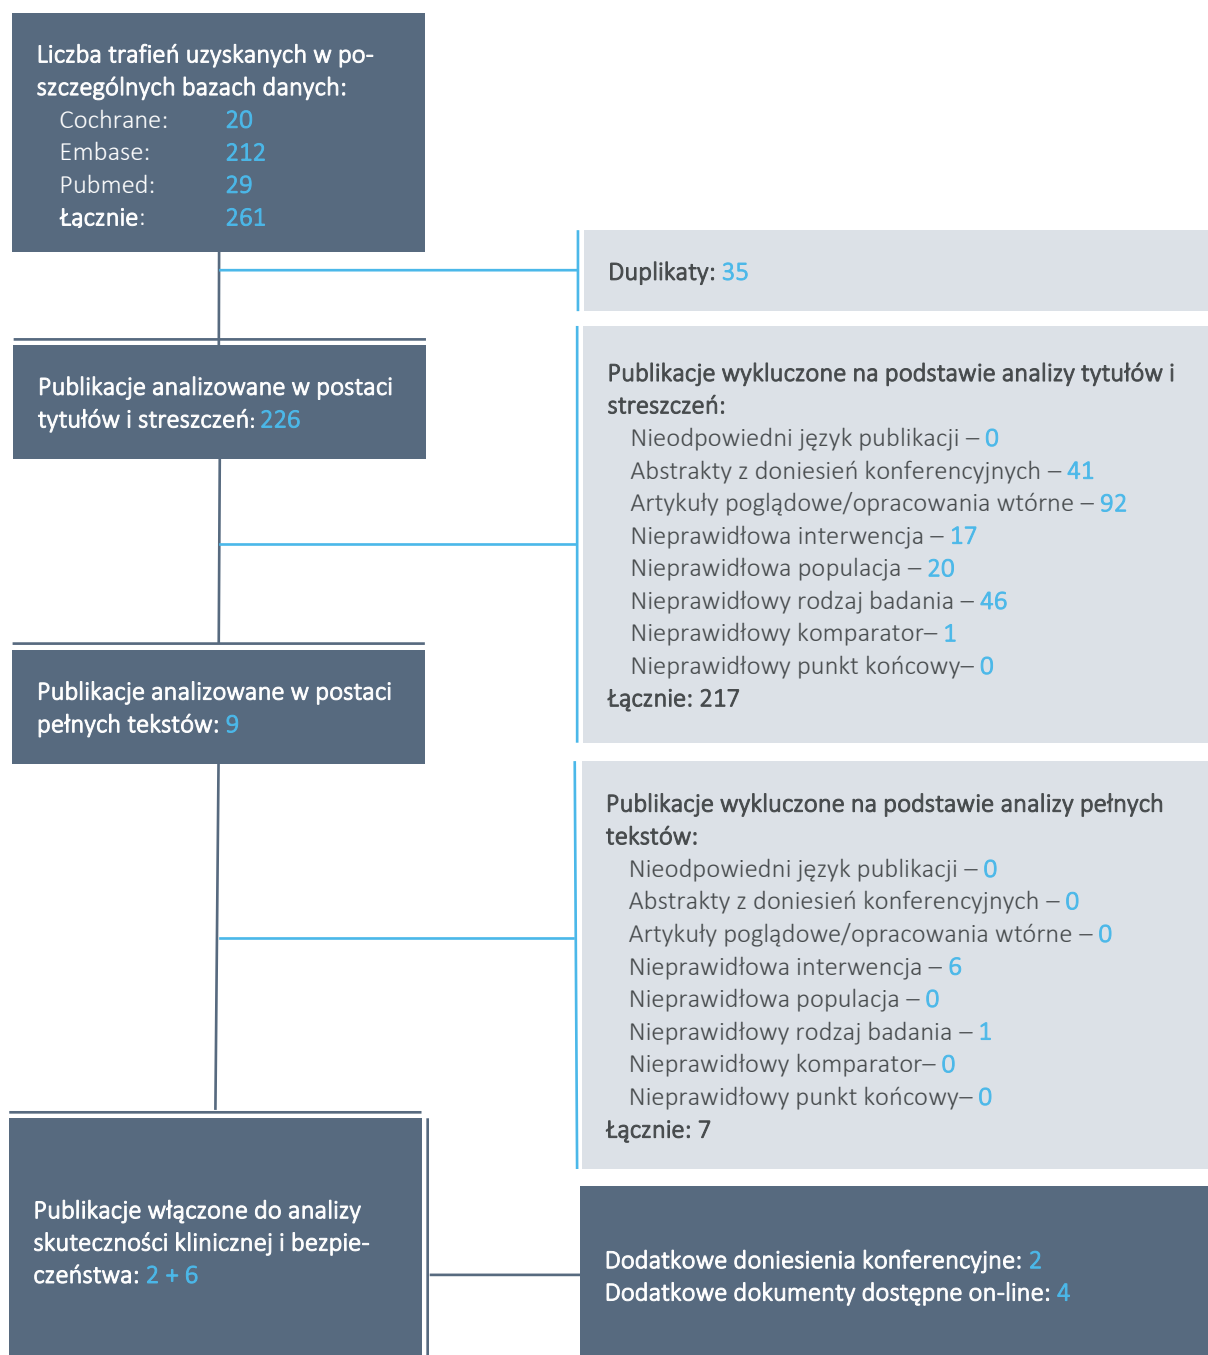 Liczba trafień uzyskanych w po-
szczególnych bazach danych:
Cochrane: 20
Embase: 212
Pubmed: 29
Łącznie: 261
Duplikaty: 35
Publikacje analizowane w postaci
tytułów i streszczeń: 226
Publikacje wykluczone na podstawie analizy tytułów i
streszczeń:
Nieodpowiedni język publikacji – 0
Abstrakty z doniesień konferencyjnych – 41
Artykuły poglądowe/opracowania wtórne – 92
Nieprawidłowa interwencja – 17
Nieprawidłowa populacja – 20
Nieprawidłowy rodzaj badania – 46
Nieprawidłowy komparator– 1
Nieprawidłowy punkt końcowy– 0
Łącznie: 217
Publikacje analizowane w postaci
pełnych tekstów: 9
Publikacje wykluczone na podstawie analizy pełnych
tekstów:
Nieodpowiedni język publikacji – 0
Abstrakty z doniesień konferencyjnych – 0
Artykuły poglądowe/opracowania wtórne – 0
Nieprawidłowa interwencja – 6
Nieprawidłowa populacja – 0
Nieprawidłowy rodzaj badania – 1
Nieprawidłowy komparator– 0
Nieprawidłowy punkt końcowy– 0
Łącznie: 7
Publikacje włączone do analizy
skuteczności klinicznej i bezpie-
czeństwa: 2 + 6
Dodatkowe doniesienia konferencyjne: 2
Dodatkowe dokumenty dostępne on-line: 4